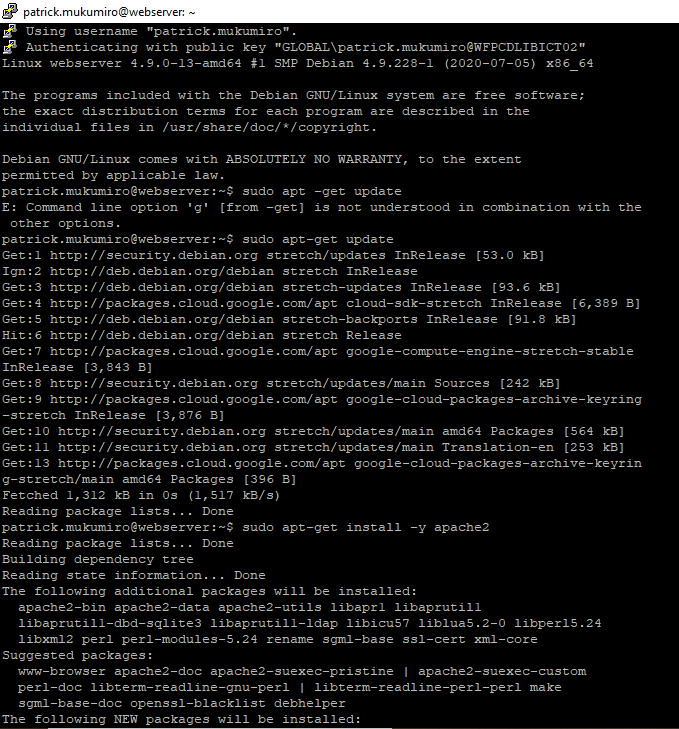 patrick.mukumiro@webserver: ~
Using username "patrick.mukumiro".
Authenticating with public key "GLOBAL\patrick.mukumiro@WFPCDLIBICT02"
Linux webserver 4.9.0-13-amd64 #1 SMP Debian 4.9.228-1 (2020-07-05) x86_64
The programs included with the Debian GNU/Linux system are free software;
the exact distribution terms for each program are described in the
individual files in /usr/share/doc/*/copyright.
Debian GNU/Linux comes with ABSOLUTELY NO WARRANTY, to the extent
permitted by applicable law.
patrick.mukumiro@webserver:~$ sudo apt -get update
E: Command line option 'g' [from -get] is not understood in combination with the
 other options.
patrick.mukumiro@webserver:~$ sudo apt-get update
Get:1 http://security.debian.org stretch/updates InRelease [53.0 kB]
Ign:2 http://deb.debian.org/debian stretch InRelease
Get:3 http://deb.debian.org/debian stretch-updates InRelease [93.6 kB]
Get:4 http://packages.cloud.google.com/apt cloud-sdk-stretch InRelease [6,389 B]
Get:5 http://deb.debian.org/debian stretch-backports InRelease [91.8 kB]
Hit:6 http://deb.debian.org/debian stretch Release
Get:7 http://packages.cloud.google.com/apt google-compute-engine-stretch-stable
InRelease [3,843 B]
Get:8 http://security.debian.org stretch/updates/main Sources [242 kB]
Get:9 http://packages.cloud.google.com/apt google-cloud-packages-archive-keyring
-stretch InRelease [3,876 B]
Get:10 http://security.debian.org stretch/updates/main amd64 Packages [564 kB]
Get:11 http://security.debian.org stretch/updates/main Translation-en [253 kB]
Get:13 http://packages.cloud.google.com/apt google-cloud-packages-archive-keyrin
g-stretch/main amd64 Packages [396 B]
Fetched 1,312 kB in 0s (1,517 kB/s)
Reading package lists... Done
patrick.mukumiro@webserver:~$ sudo apt-get install -y apache2
Reading package lists... Done
Building dependency tree
Reading state information... Done
The following additional packages will be installed:
  apache2-bin apache2-data apache2-utils libapr1 libaprutil1
  libaprutil1-dbd-sqlite3 libaprutil1-ldap libicu57 liblua5.2-0 libperl5.24
  libxml2 perl perl-modules-5.24 rename sgml-base ssl-cert xml-core
Suggested packages:
  www-browser apache2-doc apache2-suexec-pristine | apache2-suexec-custom
  perl-doc libterm-readline-gnu-perl | libterm-readline-perl-perl make
  sgml-base-doc openssl-blacklist debhelper
The following NEW packages will be installed: